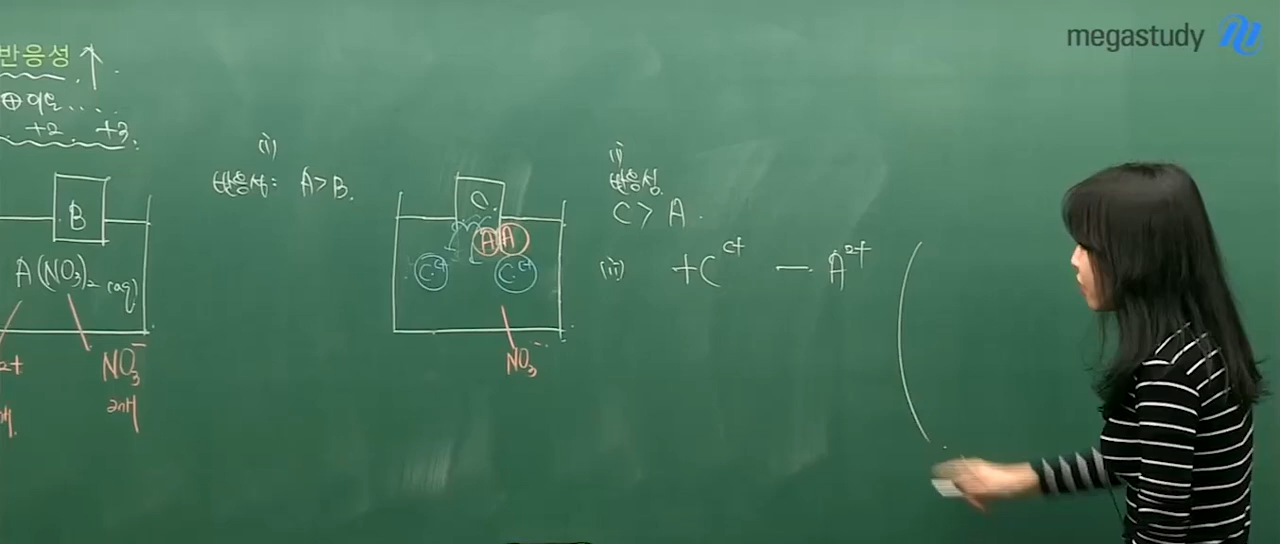 megastudy
반응성 ↑
⊕이온....
+2 +3.
(i)
반응성: A>B.
B
A(NO₃)₂ (aq)
2+
NO₃⁻
2개
C
A A
C^c+ C^c+
NO₃⁻
(i)
반응성.
C > A.
(ii) +C^c+ − A²⁺